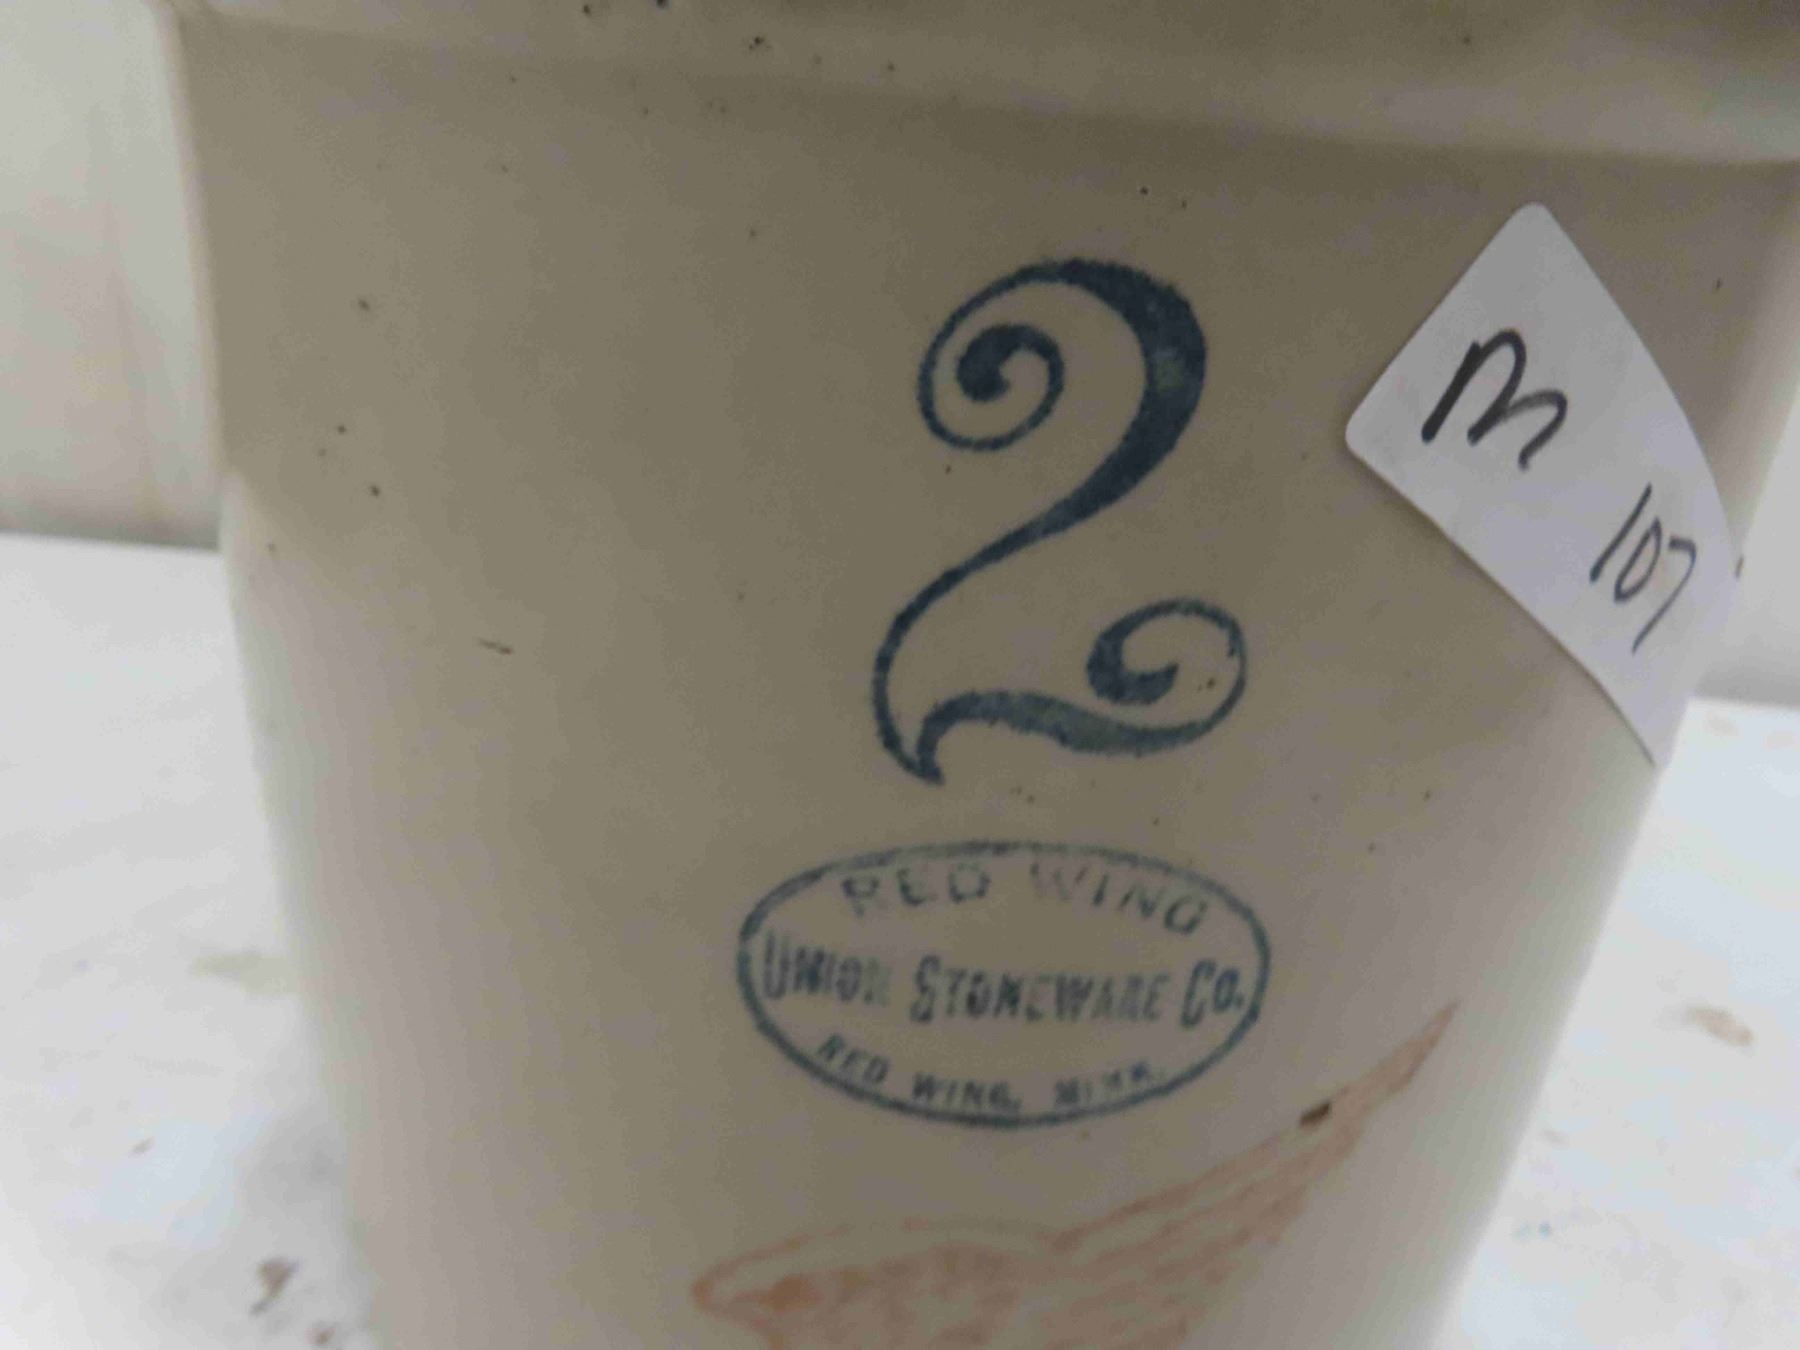 2
RED WING
UNION STONEWARE CO.
RED WING, MINN.
107